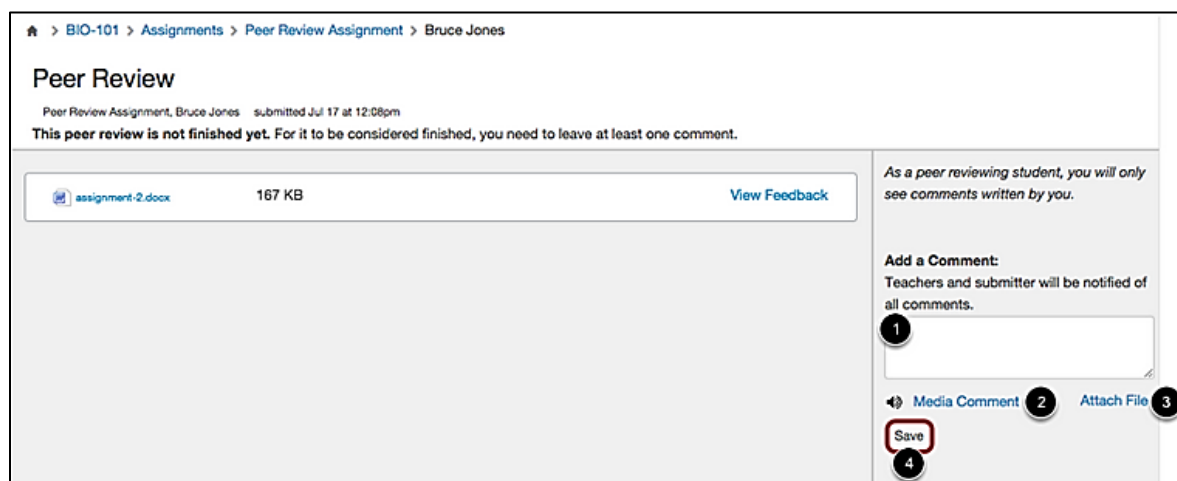 > BIO-101 > Assignments > Peer Review Assignment > Bruce Jones
Peer Review
Peer Review Assignment, Bruce Jones submitted Jul 17 at 12:08pm
This peer review is not finished yet. For it to be considered finished, you need to leave at least one comment.
assignment-2.docx 167 KB View Feedback
As a peer reviewing student, you will only
see comments written by you.
Add a Comment:
Teachers and submitter will be notified of
all comments.
1
Media Comment 2 Attach File 3
Save
4